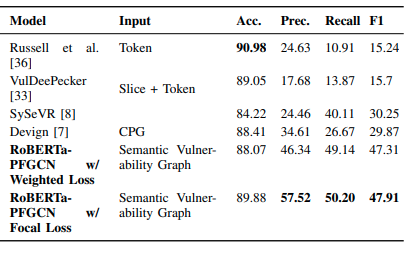 Model Input Acc. Prec. Recall F1
Russell et al. Token 90.98 24.63 10.91 15.24
[36]
VulDeePecker 89.05 17.68 13.87 15.7
[33] Slice + Token
SySeVR [8] 84.22 24.46 40.11 30.25
Devign [7] CPG 88.41 34.61 26.67 29.87
RoBERTa- Semantic Vulner- 88.07 46.34 49.14 47.31
PFGCN w/ ability Graph
Weighted Loss
RoBERTa- Semantic Vulner- 89.88 57.52 50.20 47.91
PFGCN w/ ability Graph
Focal Loss